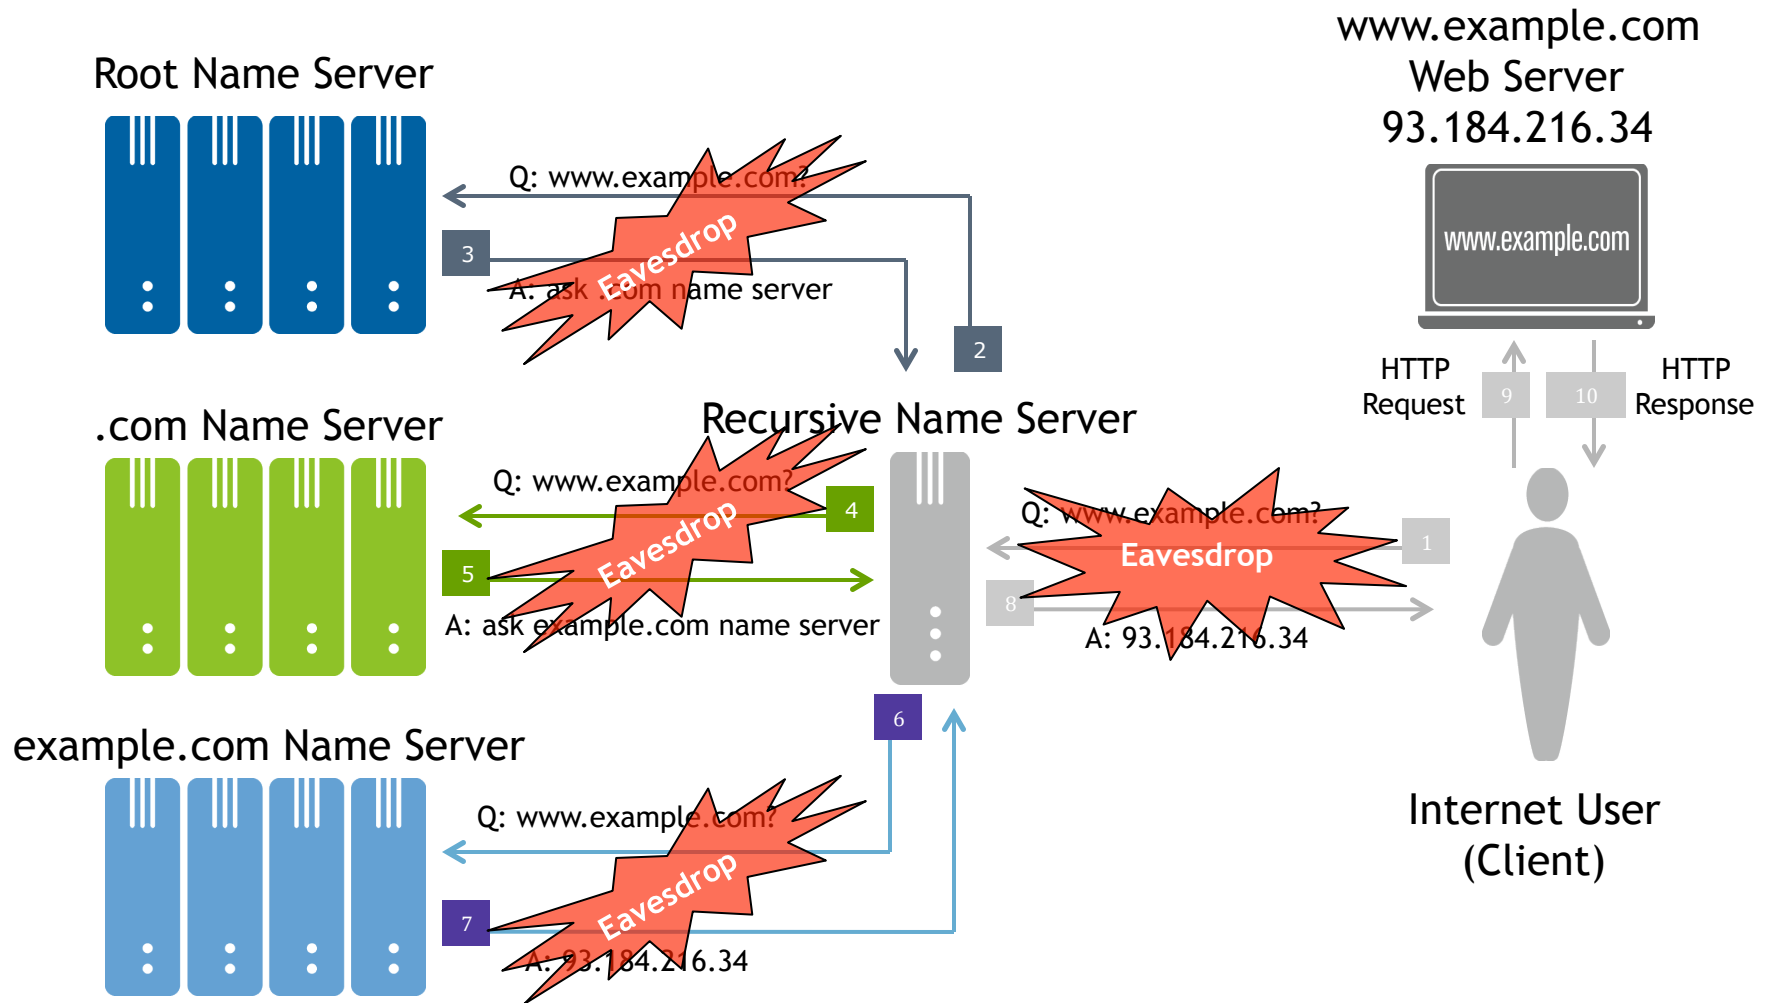 www.example.com
Web Server
93.184.216.34
www.example.com
Root Name Server
Q: www.example.com?
3
Eavesdrop
A: ask .com name server
2
HTTP
Request
9
10
HTTP
Response
.com Name Server
Recursive Name Server
Q: www.example.com?
4
Eavesdrop
5
A: ask example.com name server
Q: www.example.com?
1
Eavesdrop
8
A: 93.184.216.34
6
example.com Name Server
Q: www.example.com?
Eavesdrop
7
A: 93.184.216.34
Internet User
(Client)